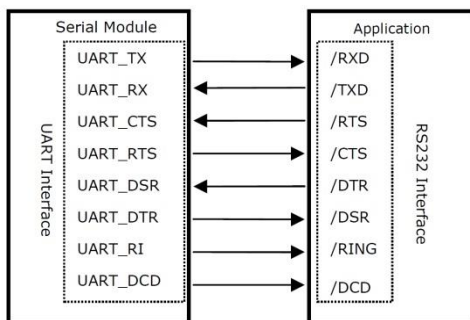 Serial Module
Application
UART Interface
UART_TX
UART_RX
UART_CTS
UART_RTS
UART_DSR
UART_DTR
UART_RI
UART_DCD
/RXD
/TXD
/RTS
/CTS
/DTR
/DSR
/RING
/DCD
RS232 Interface